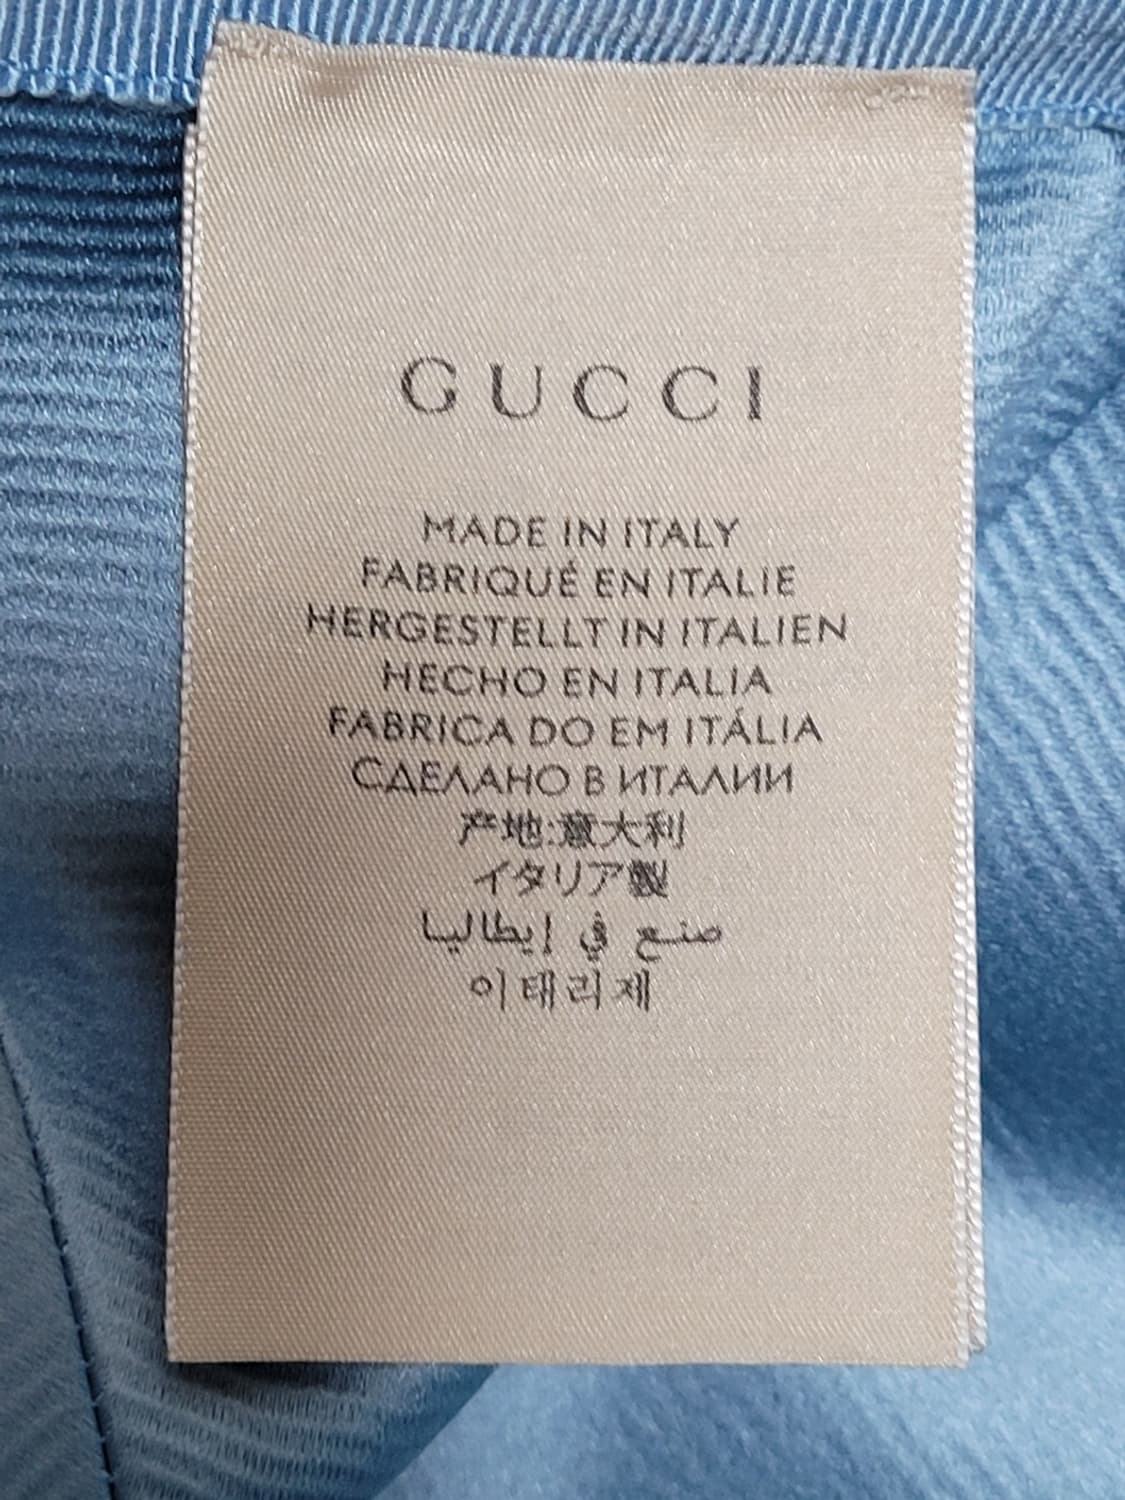 GUCCI
MADE IN ITALY
FABRIQUÉ EN ITALIE
HERGESTELLT IN ITALIEN
HECHO EN ITALIA
FABRICA DO EM ITÁLIA
СДЕЛАНО В ИТАЛИИ
产地:意大利
イタリア製
صنع في إيطاليا
이태리제